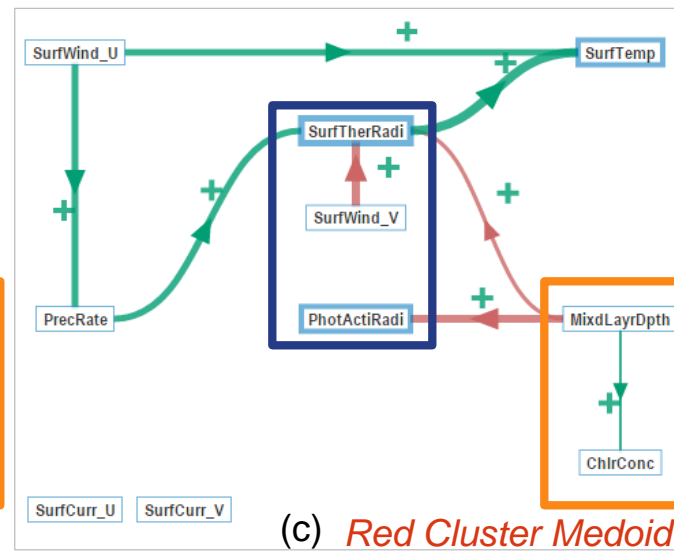 SurfWind_U
SurfTemp
SurfTherRadi
SurfWind_V
PrecRate
PhotActiRadi
MixdLayrDpth
ChlrConc
SurfCurr_U SurfCurr_V
(c) Red Cluster Medoid